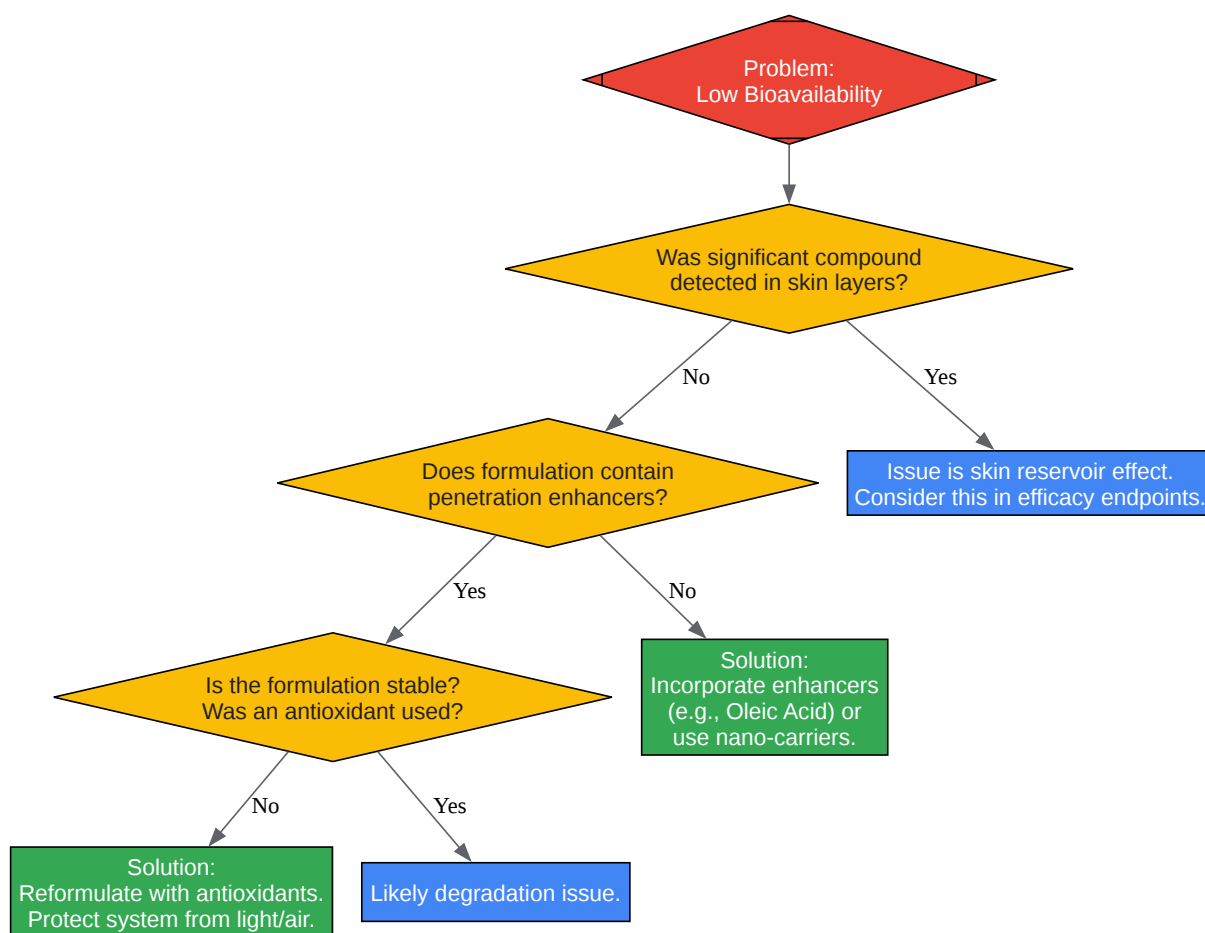 Problem:
Low Bioavailability
Was significant compound
detected in skin layers?
No
Yes
Does formulation contain
penetration enhancers?
Issue is skin reservoir effect.
Consider this in efficacy endpoints.
Yes
No
Is the formulation stable?
Was an antioxidant used?
Solution:
Incorporate enhancers
(e.g., Oleic Acid) or
use nano-carriers.
No
Yes
Solution:
Reformulate with antioxidants.
Protect system from light/air.
Likely degradation issue.